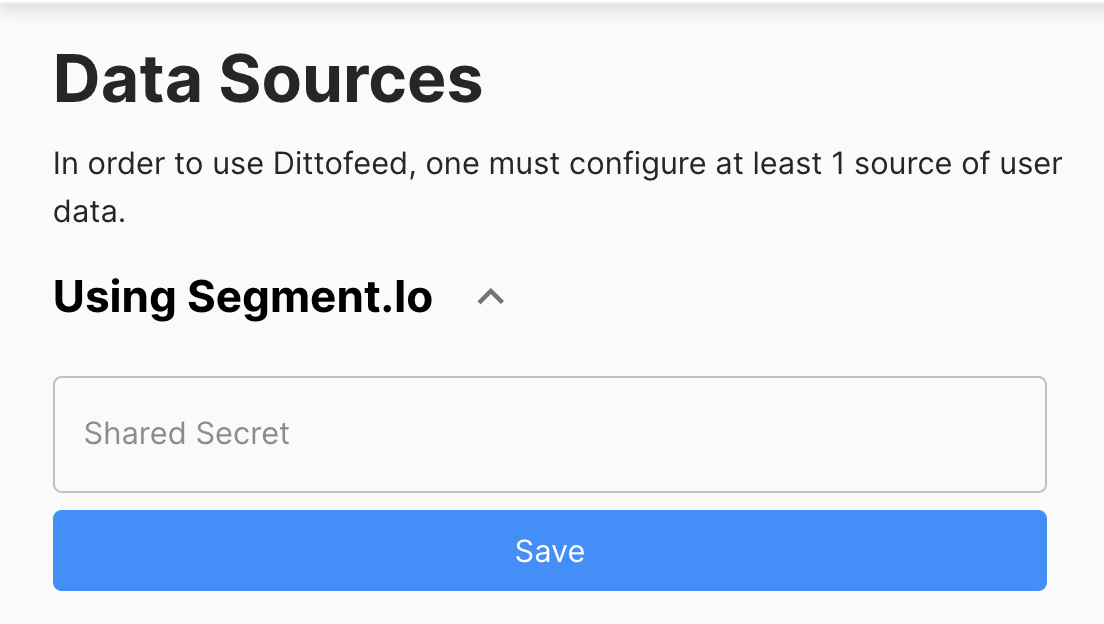 Data Sources
In order to use Dittofeed, one must configure at least 1 source of user
data.
Using Segment.Io
Shared Secret
Save